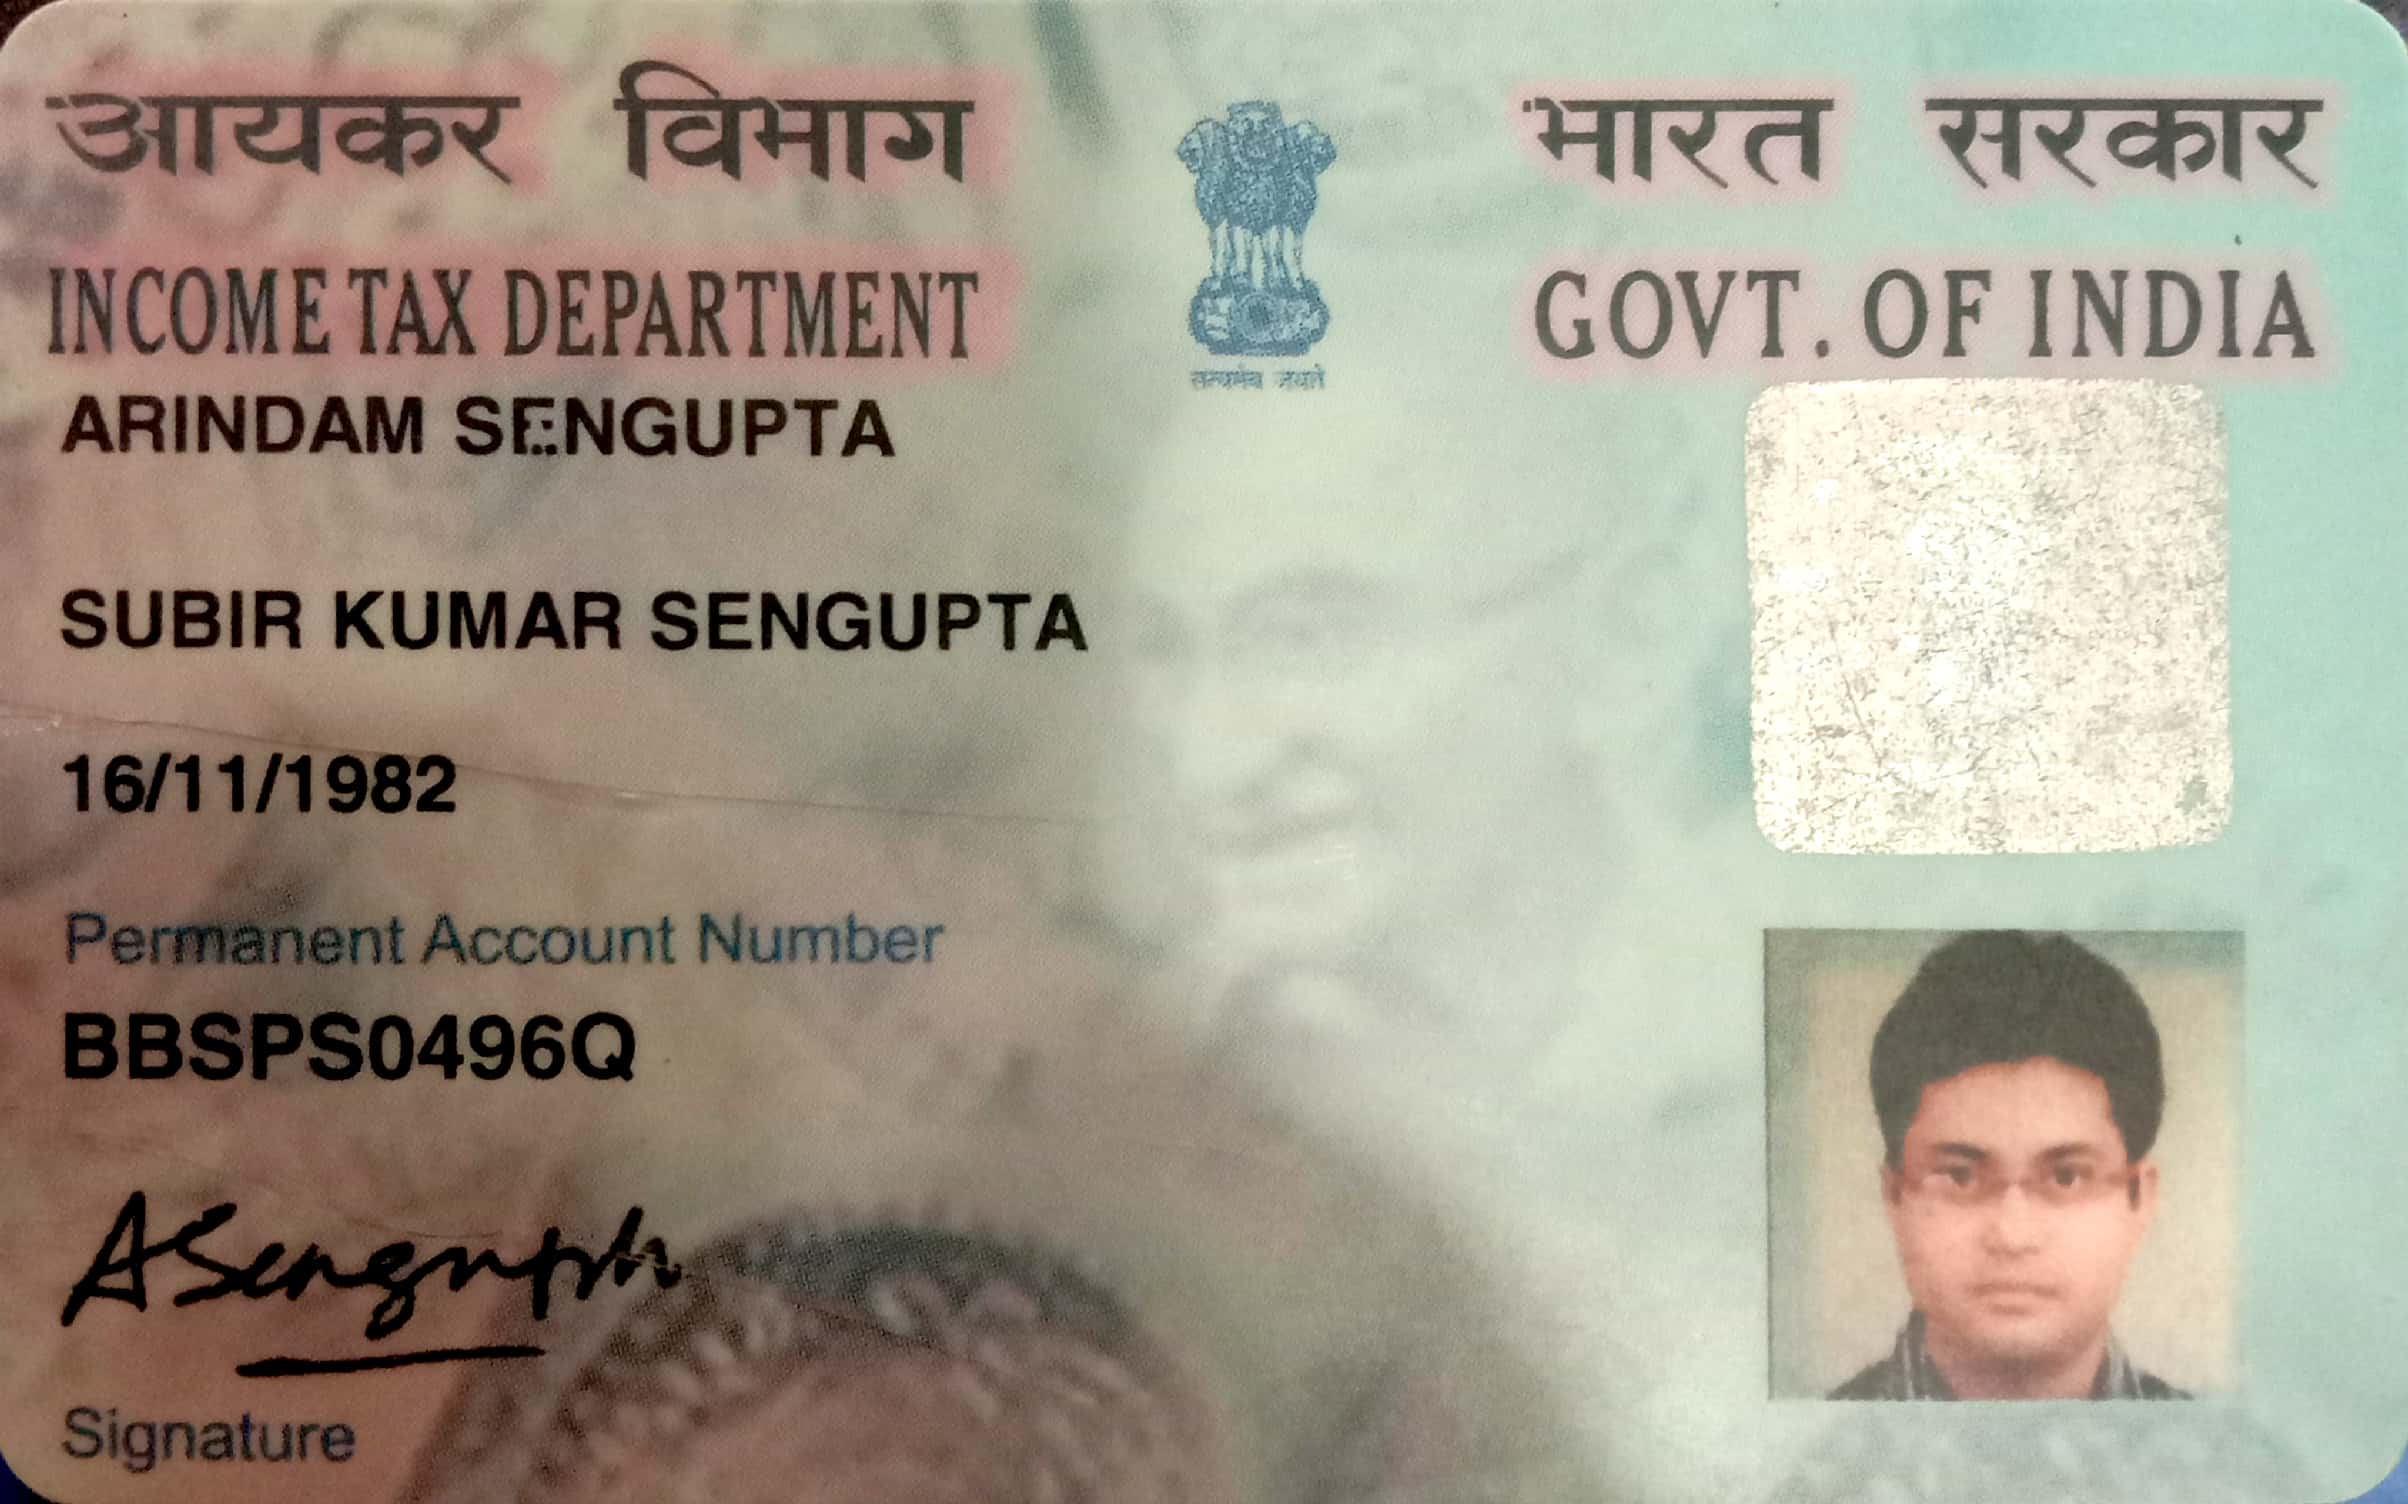 आयकर विभाग
INCOME TAX DEPARTMENT
भारत सरकार
GOVT. OF INDIA
सत्यमेव जयते
ARINDAM SENGUPTA
SUBIR KUMAR SENGUPTA
16/11/1982
Permanent Account Number
BBSPS0496Q
ASengupta
Signature